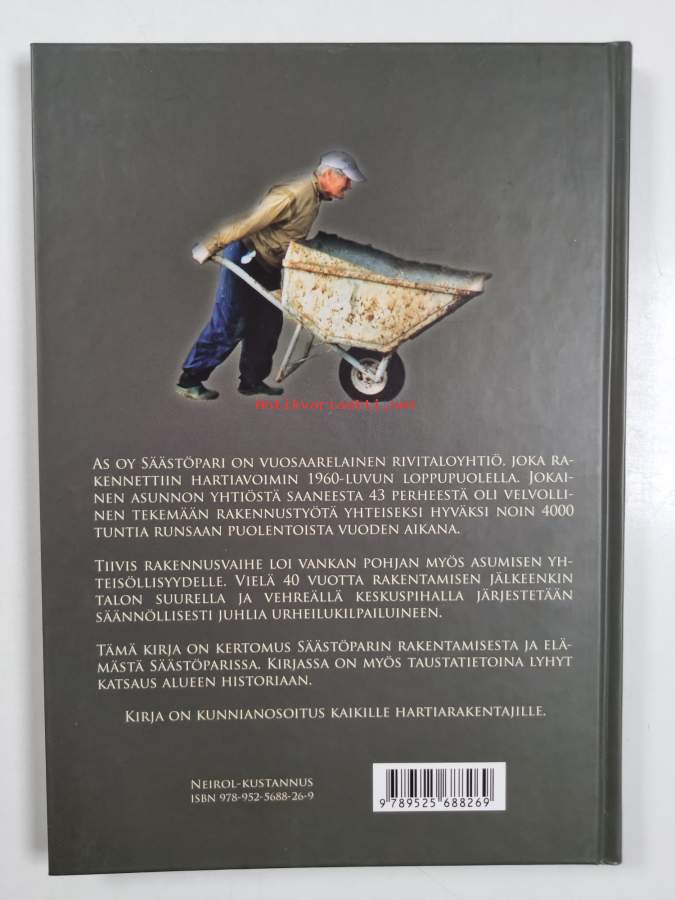 Antikvariaatti.net
As oy Säästöpari on vuosaarelainen rivitaloyhtiö, joka ra-
kennettiin hartiavoimin 1960-luvun loppupuolella. Jokai-
nen asunnon yhtiöstä saaneesta 43 perheestä oli velvolli-
nen tekemään rakennustyötä yhteiseksi hyväksi noin 4000
tuntia runsaan puolentoista vuoden aikana.
Tiivis rakennusvaihe loi vankan pohjan myös asumisen yh-
teisöllisyydelle. Vielä 40 vuotta rakentamisen jälkeenkin
talon suurella ja vehreällä keskuspihalla järjestetään
säännöllisesti juhlia urheilukilpailuineen.
Tämä kirja on kertomus Säästöparin rakentamisesta ja elä-
mästä Säästöparissa. Kirjassa on myös taustatietoina lyhyt
katsaus alueen historiaan.
Kirja on kunnianosoitus kaikille hartiarakentajille.
Neirol-kustannus
ISBN 978-952-5688-26-9
9 789525 688269